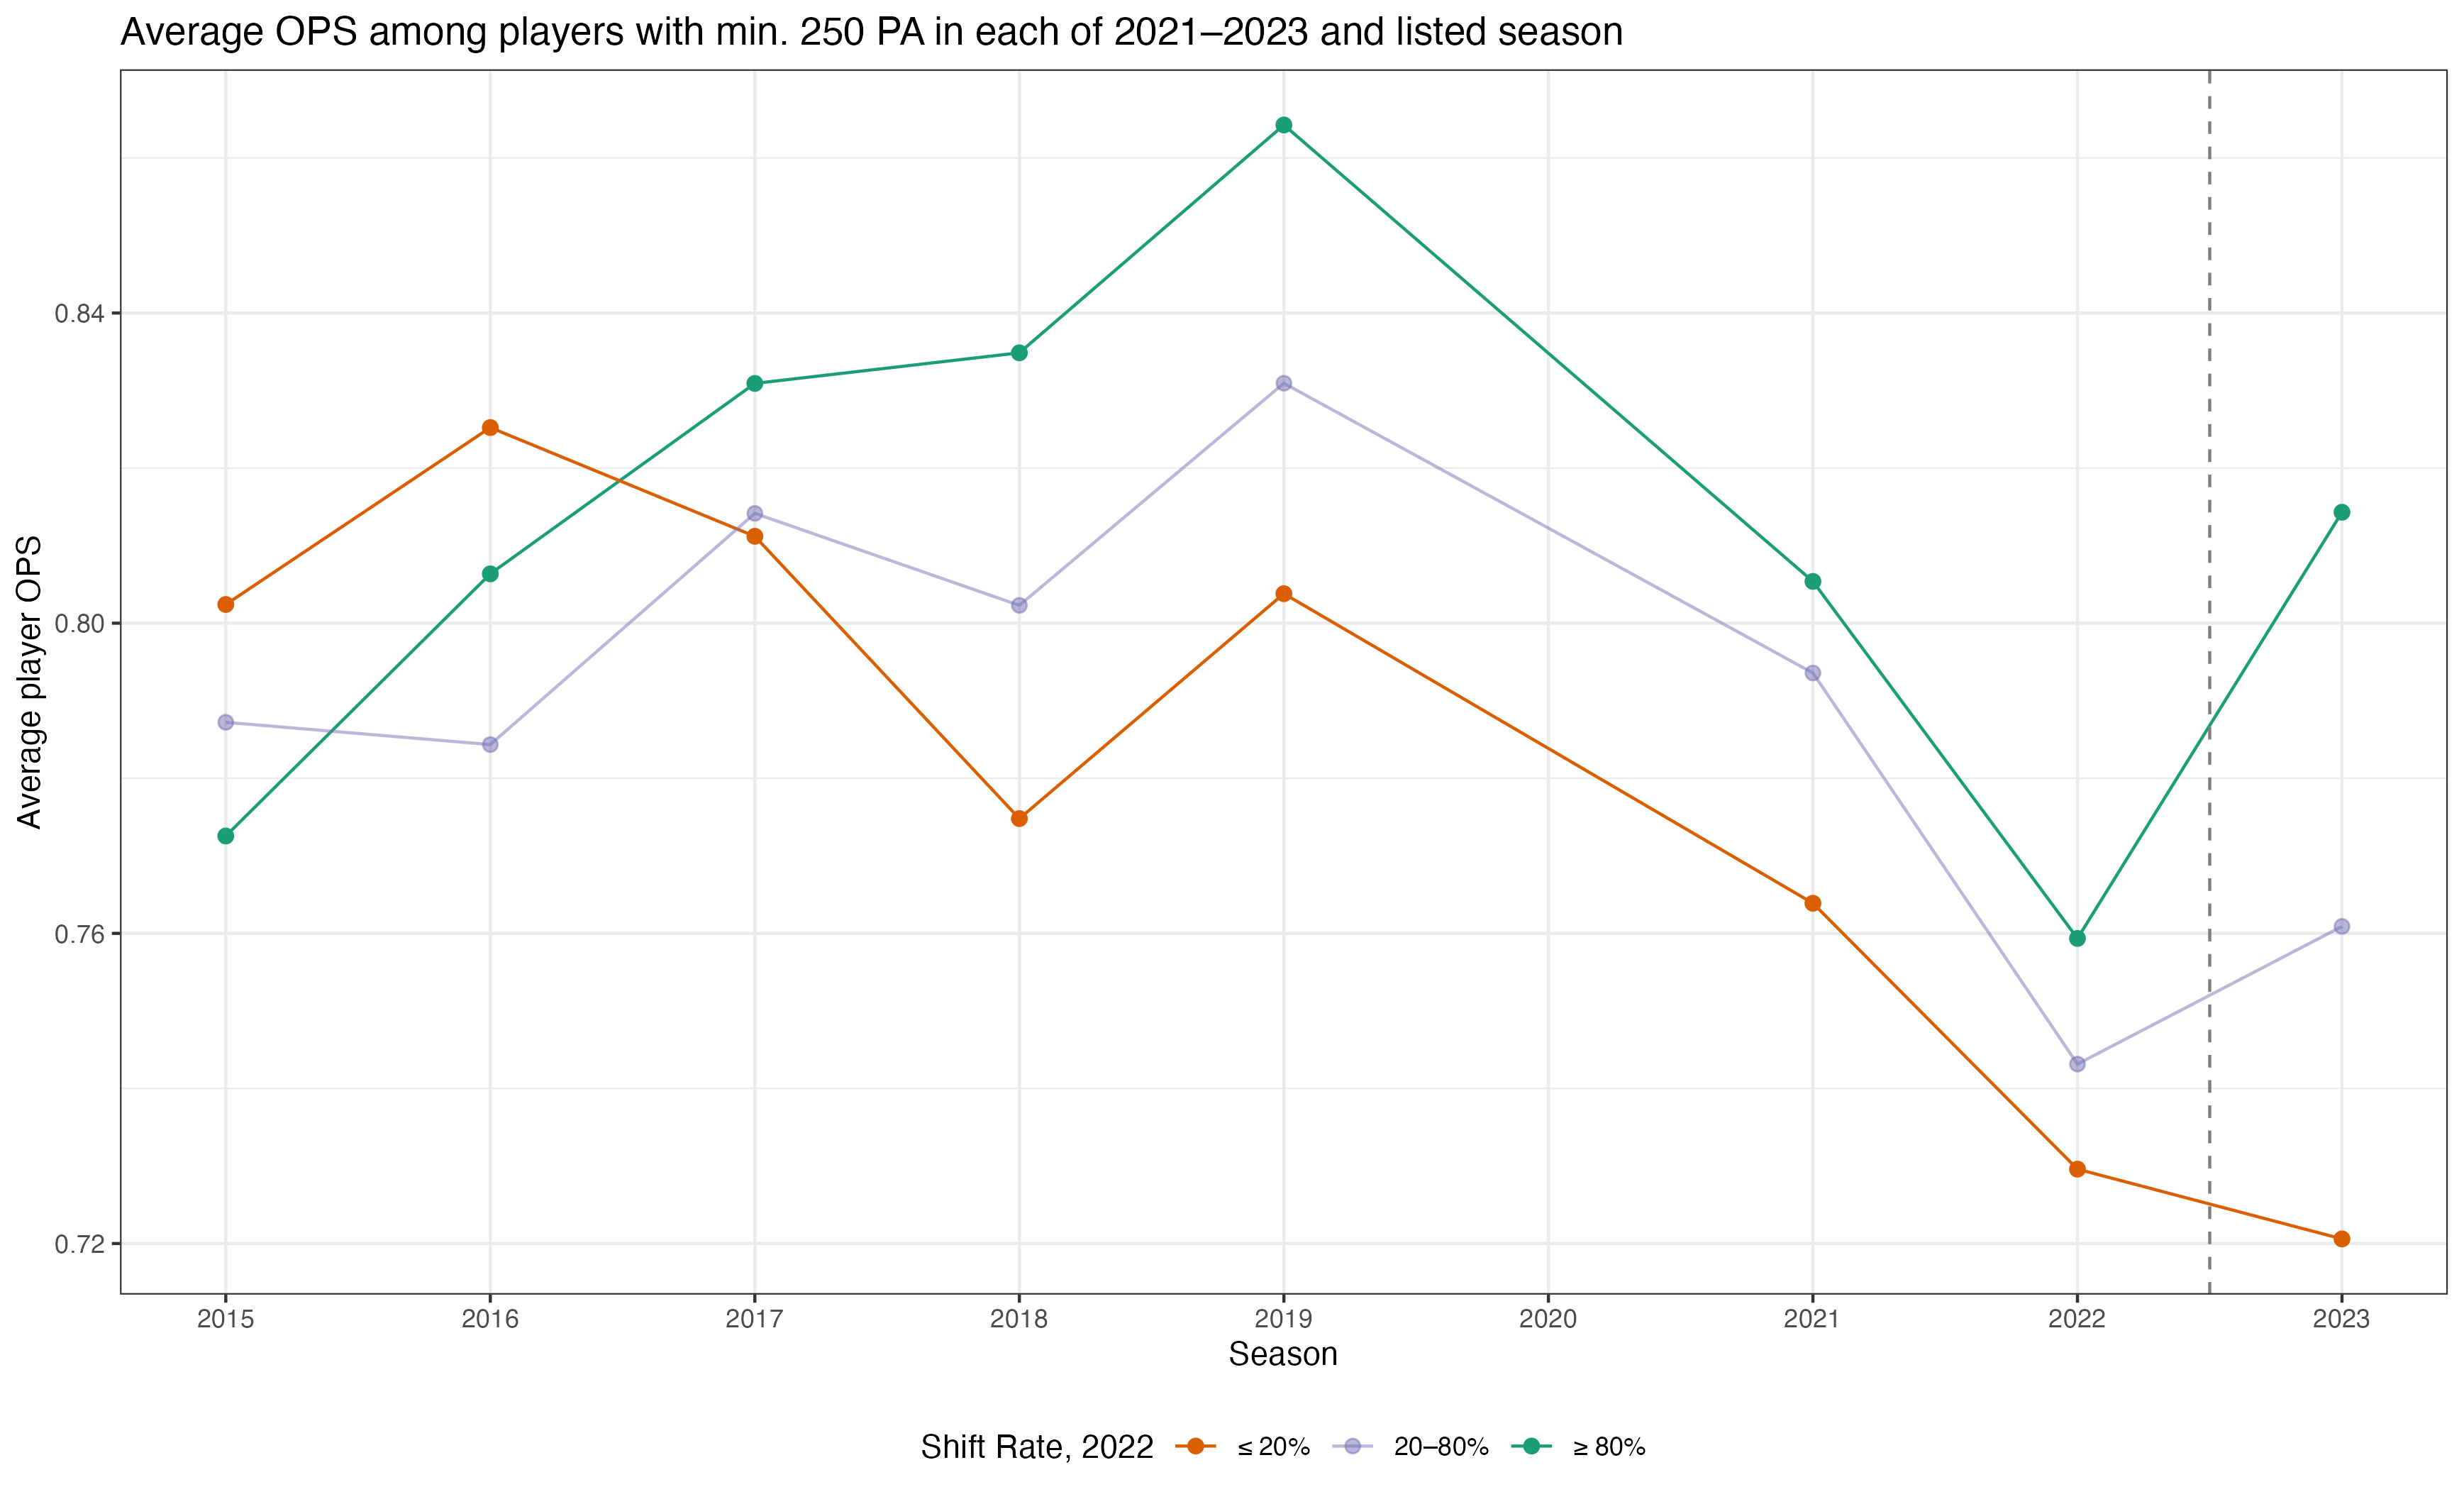 Average OPS among players with min. 250 PA in each of 2021–2023 and listed season
Average player OPS
0.84
0.80
0.76
0.72
2015 2016 2017 2018 2019 2020 2021 2022 2023
Season
Shift Rate, 2022 ≤ 20% 20–80% ≥ 80%